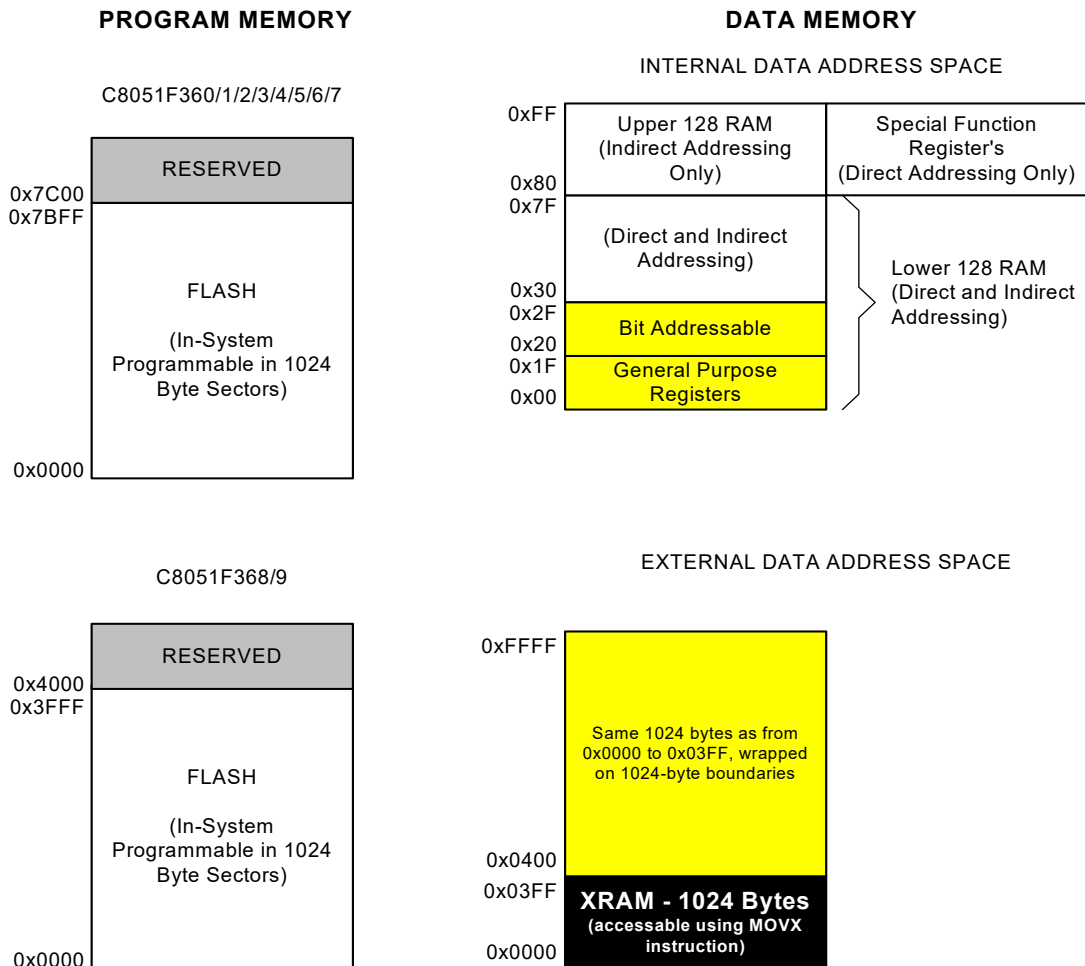 PROGRAM MEMORY
C8051F360/1/2/3/4/5/6/7
RESERVED
0x7C00
0x7BFF
FLASH
(In-System
Programmable in 1024
Byte Sectors)
0x0000
C8051F368/9
RESERVED
0x4000
0x3FFF
FLASH
(In-System
Programmable in 1024
Byte Sectors)
0x0000
DATA MEMORY
INTERNAL DATA ADDRESS SPACE
0xFF
Upper 128 RAM
(Indirect Addressing
Only)
Special Function
Register's
(Direct Addressing Only)
0x80
0x7F
(Direct and Indirect
Addressing)
Lower 128 RAM
(Direct and Indirect
Addressing)
0x30
0x2F
Bit Addressable
0x20
0x1F
General Purpose
Registers
0x00
EXTERNAL DATA ADDRESS SPACE
0xFFFF
Same 1024 bytes as from
0x0000 to 0x03FF, wrapped
on 1024-byte boundaries
0x0400
0x03FF
XRAM - 1024 Bytes
(accessable using MOVX
instruction)
0x0000